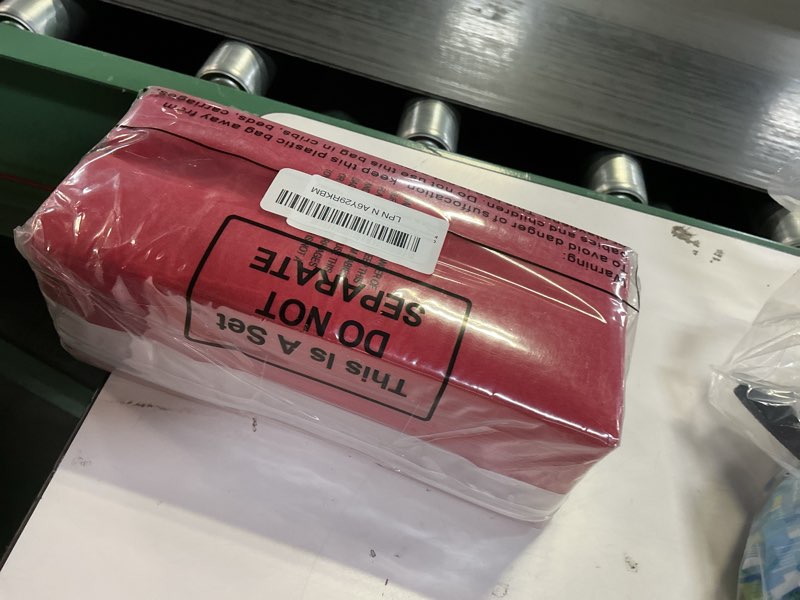 Warning:
To avoid danger of suffocation, keep this plastic bag away from
babies and children. Do not use this bag in cribs, beds, carriages
LPN N A6Y29RKBM
This Is A Set
DO NOT
SEPARATE